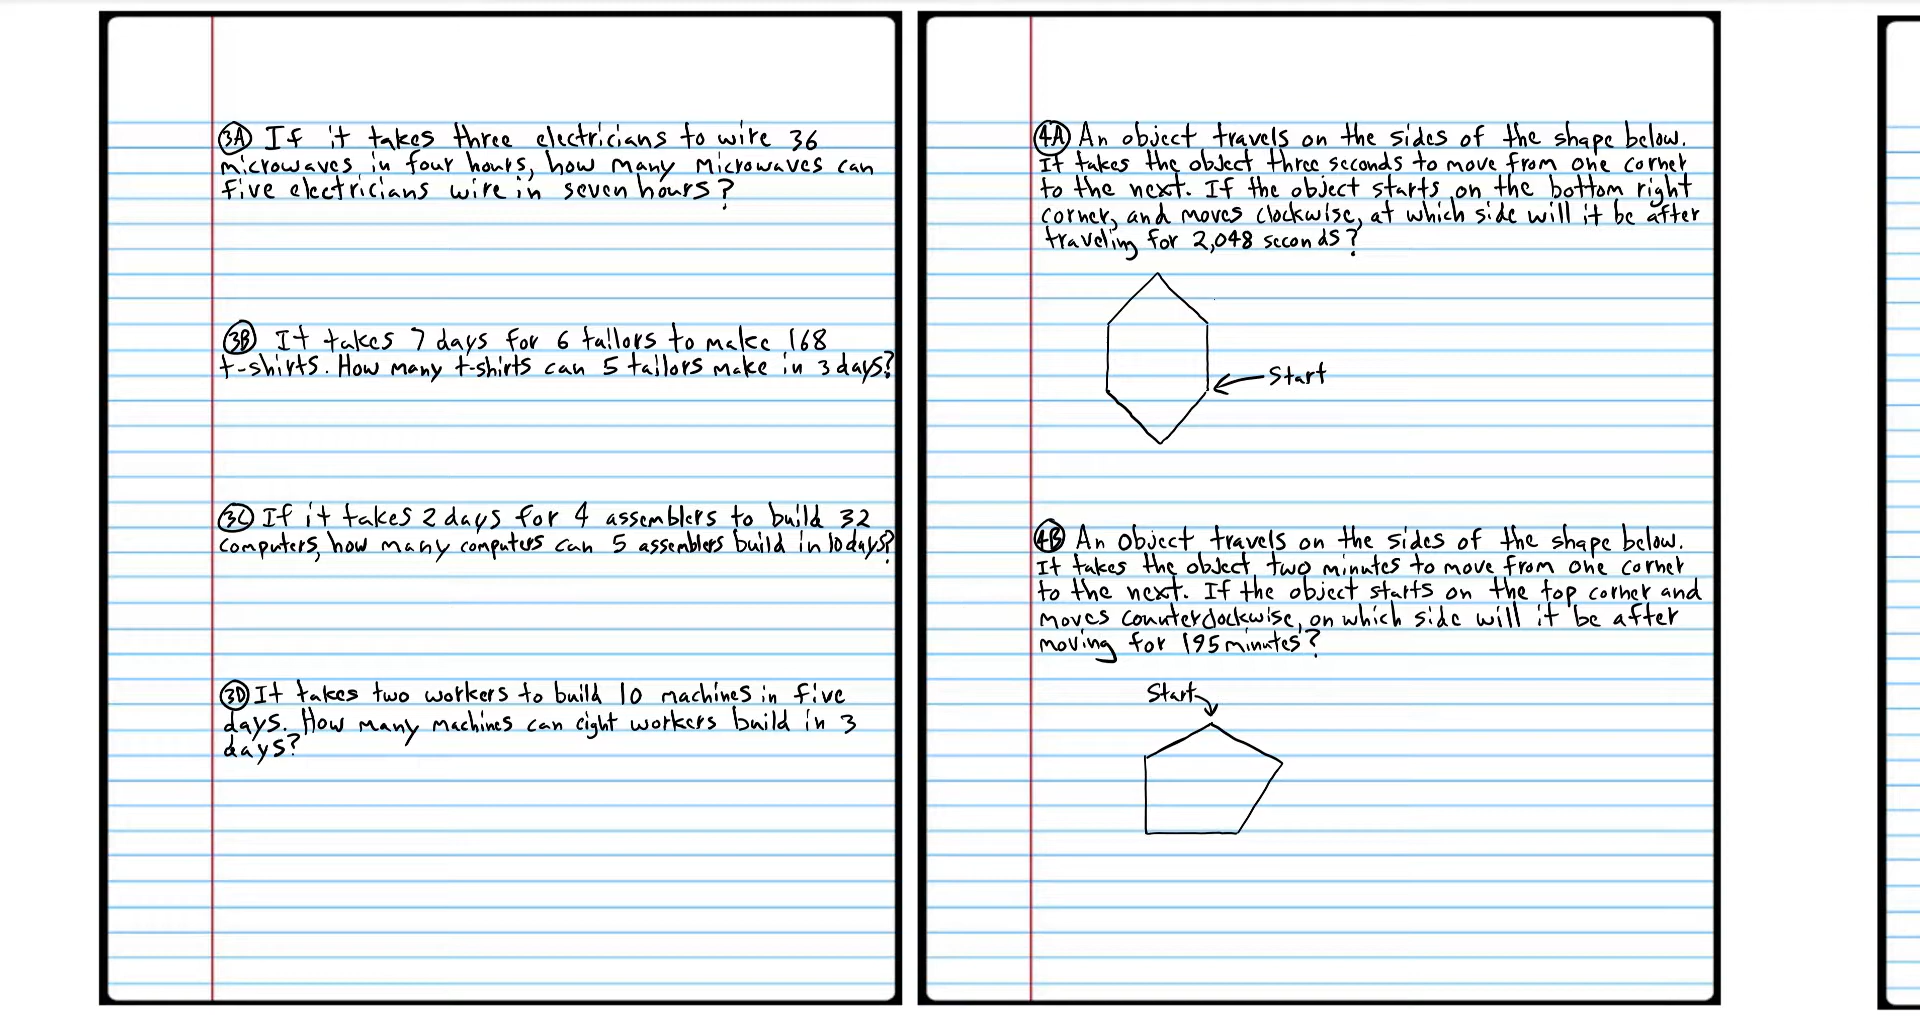 3A If it takes three electricians to wire 36
microwaves in four hours, how many microwaves can
five electricians wire in seven hours?
3B It takes 7 days for 6 tailors to make 168
t-shirts. How many t-shirts can 5 tailors make in 3 days?
3C If it takes 2 days for 4 assemblers to build 32
computers, how many computers can 5 assemblers build in 10 days?
3D It takes two workers to build 10 machines in five
days. How many machines can eight workers build in 3
days?
4A An object travels on the sides of the shape below.
It takes the object three seconds to move from one corner
to the next. If the object starts on the bottom right
corner, and moves clockwise, at which side will it be after
traveling for 2,048 seconds?
Start
4B An object travels on the sides of the shape below.
It takes the object two minutes to move from one corner
to the next. If the object starts on the top corner and
moves counterclockwise, on which side will it be after
moving for 195 minutes?
Start